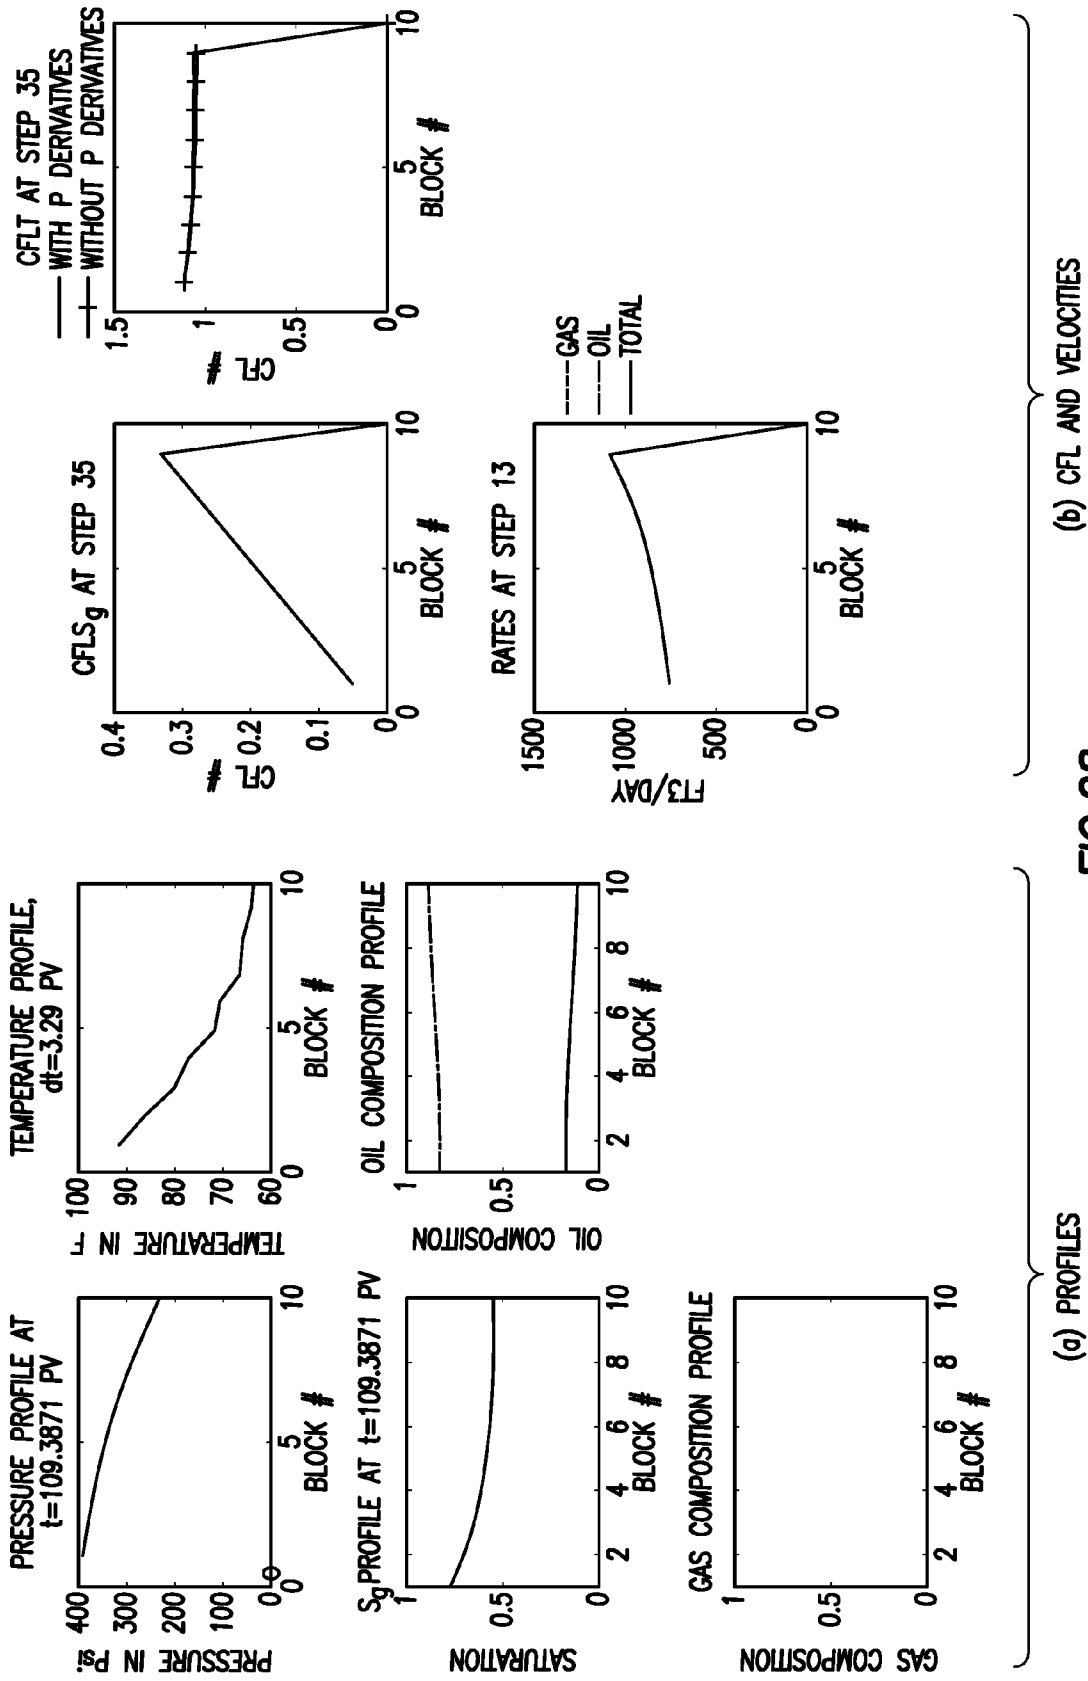 PRESSURE PROFILE AT
t=109.3871 PV
400
300
200
100
0
PRESSURE IN Psi.
0
5
10
BLOCK #
TEMPERATURE PROFILE,
dt=3.29 PV
100
90
80
70
60
TEMPERATURE IN F
0
5
10
BLOCK #
SgPROFILE AT t=109.3871 PV
1
0.5
0
SATURATION
2
4
6
8
10
BLOCK #
OIL COMPOSITION PROFILE
1
0.5
0
OIL COMPOSIITON
2
4
6
8
10
BLOCK #
GAS COMPOSITION PROFILE
1
0.5
0
GAS COMPOSITION
2
4
6
8
10
BLOCK #
(a) PROFILES
CFLSg AT STEP 35
0.4
0.3
0.2
0.1
0
CFL #
0
5
10
BLOCK #
CFLT AT STEP 35
WITH P DERIVATIVES
WITHOUT P DERIVATIVES
1.5
1
0.5
0
CFL #
0
5
10
BLOCK #
RATES AT STEP 13
1500
1000
500
0
FT3/DAY
0
5
10
BLOCK #
GAS
OIL
TOTAL
(b) CFL AND VELOCITIES